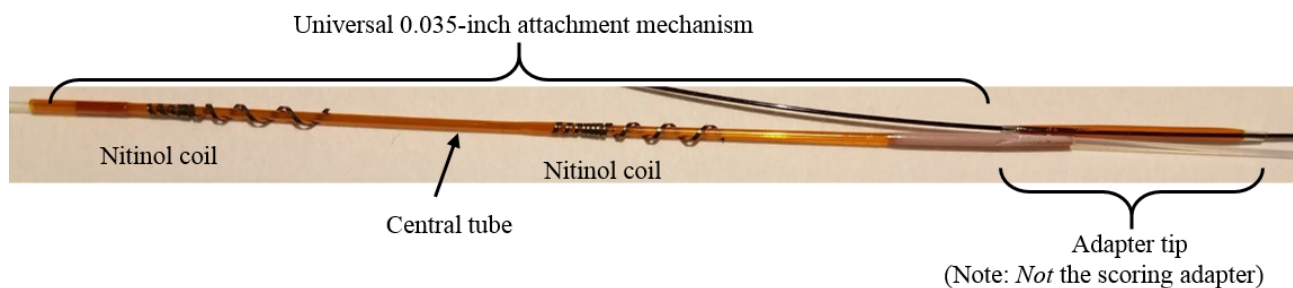 Universal 0.035-inch attachment mechanism
Nitinol coil
Nitinol coil
Central tube
Adapter tip
(Note: Not the scoring adapter)